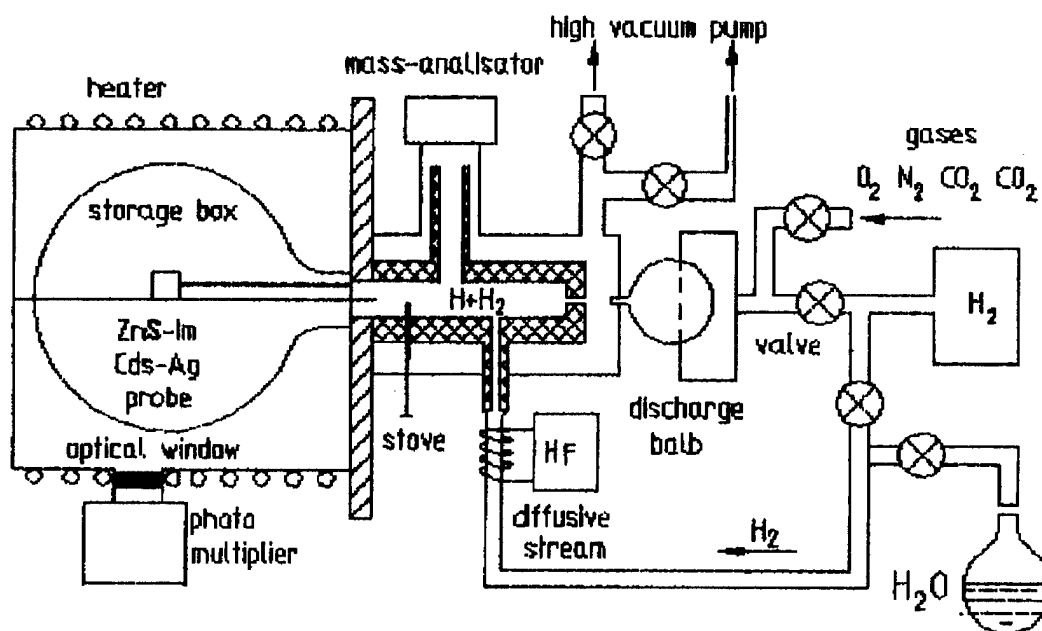 high vacuum pump
mass-analisator
heater
gases
O₂ N₂ CO₂ CO₂
storage box
H+H₂
H₂
ZnS-Im
Cds-Ag
probe
valve
optical window
stove
discharge
balb
HF
diffusive
stream
H₂
photo
multiplier
H₂O